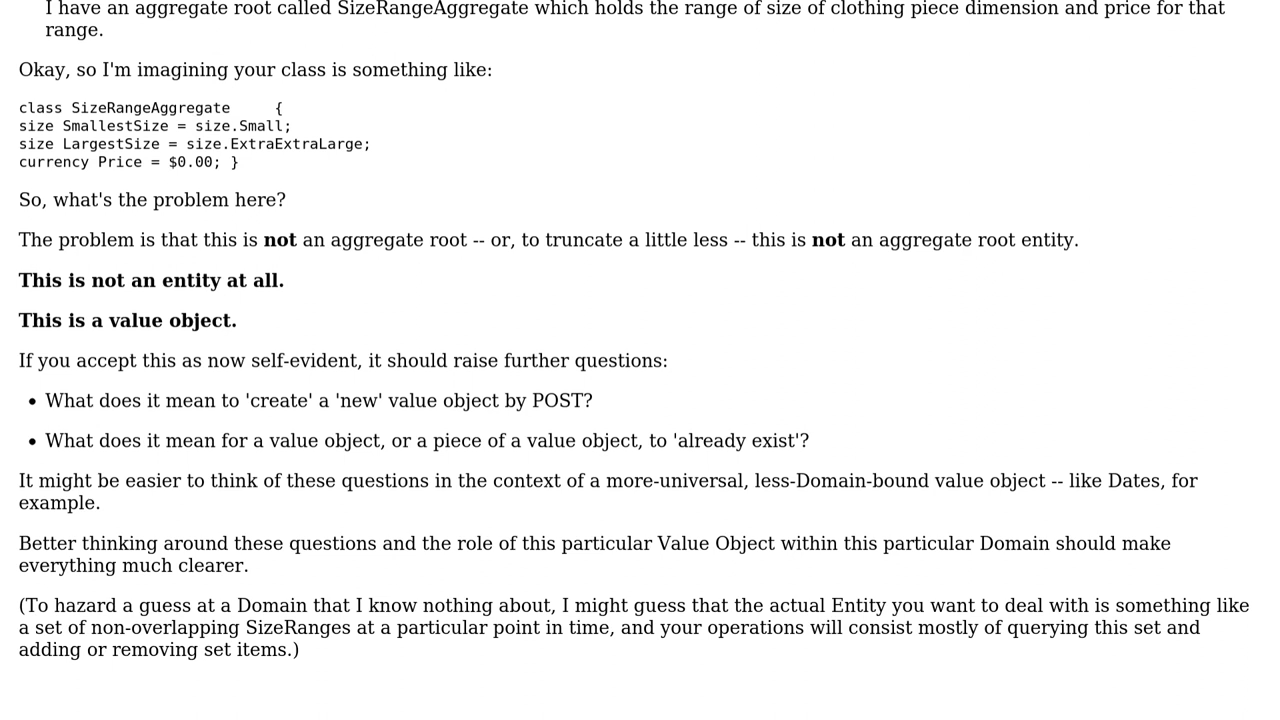 I have an aggregate root called SizeRangeAggregate which holds the range of size of clothing piece dimension and price for that
range.
Okay, so I'm imagining your class is something like:
class SizeRangeAggregate     {
size SmallestSize = size.Small;
size LargestSize = size.ExtraExtraLarge;
currency Price = $0.00; }
So, what's the problem here?
The problem is that this is not an aggregate root -- or, to truncate a little less -- this is not an aggregate root entity.
This is not an entity at all.
This is a value object.
If you accept this as now self-evident, it should raise further questions:
• What does it mean to 'create' a 'new' value object by POST?
• What does it mean for a value object, or a piece of a value object, to 'already exist'?
It might be easier to think of these questions in the context of a more-universal, less-Domain-bound value object -- like Dates, for
example.
Better thinking around these questions and the role of this particular Value Object within this particular Domain should make
everything much clearer.
(To hazard a guess at a Domain that I know nothing about, I might guess that the actual Entity you want to deal with is something like
a set of non-overlapping SizeRanges at a particular point in time, and your operations will consist mostly of querying this set and
adding or removing set items.)